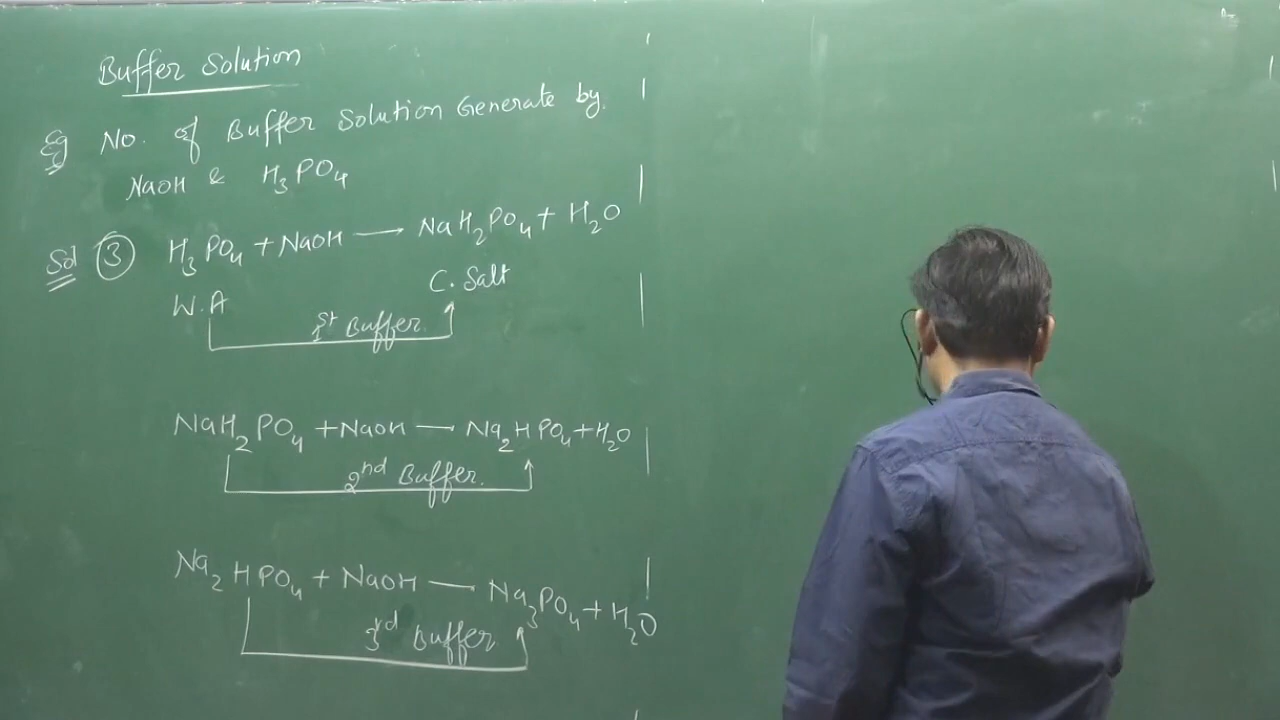 Buffer Solution
Eg No. of Buffer Solution Generate by.
NaOH & H₃PO₄
Sol ③ H₃PO₄ + NaOH ⟶ NaH₂PO₄ + H₂O
W.A C. Salt
1st Buffer.
NaH₂PO₄ + NaOH — Na₂HPO₄ + H₂O
2nd Buffer.
Na₂HPO₄ + NaOH — Na₃PO₄ + H₂O
3rd Buffer